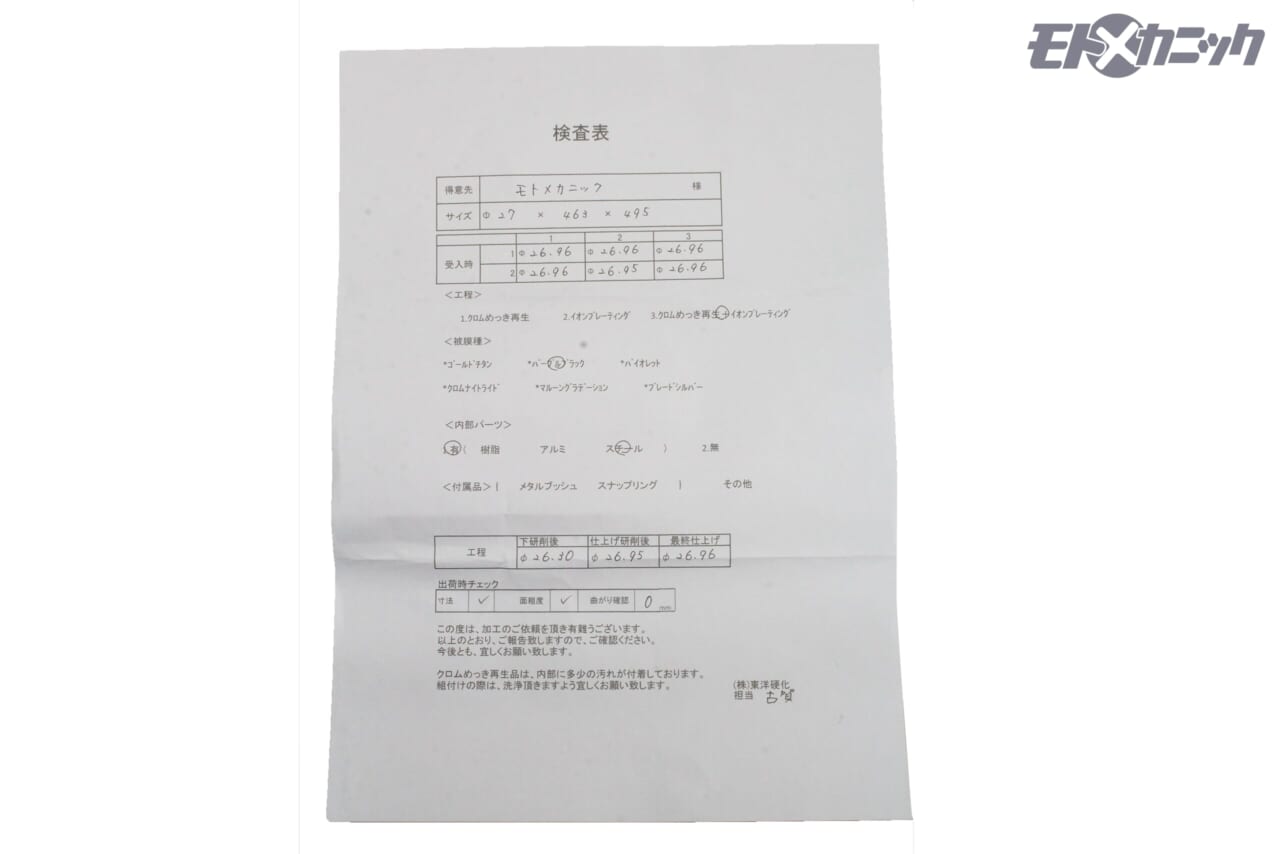 モトメカニック
検査表
得意先 モトメカニック 様
サイズ Φ 27 × 463 × 495
1 2 3
受入時 1 Φ 26.96 Φ 26.96 Φ 26.96
2 Φ 26.96 Φ 26.95 Φ 26.96
＜工程＞
1.クロムめっき再生 2.イオンプレーティング 3.クロムめっき再生+イオンプレーティング
＜被膜種＞
*ゴールドチタン *パープルブラック *バイオレット
*クロムナイトライド *マルーングラデーション *ブレードシルバー
＜内部パーツ＞
1.有( 樹脂 アルミ スチール ) 2.無
＜付属品＞| メタルブッシュ スナップリング | その他
下研削後 仕上げ研削後 最終仕上げ
工程 Φ 26.30 Φ 26.95 Φ 26.96
出荷時チェック
寸法 ✓ 面粗度 ✓ 曲がり確認 0 mm
この度は、加工のご依頼を頂き有難うございます。
以上のとおり、ご報告致しますので、ご確認ください。
今後とも、宜しくお願い致します。
クロムめっき再生品は、内部に多少の汚れが付着しております。
組付けの際は、洗浄頂きますよう宜しくお願い致します。
(株)東洋硬化
担当 古賀